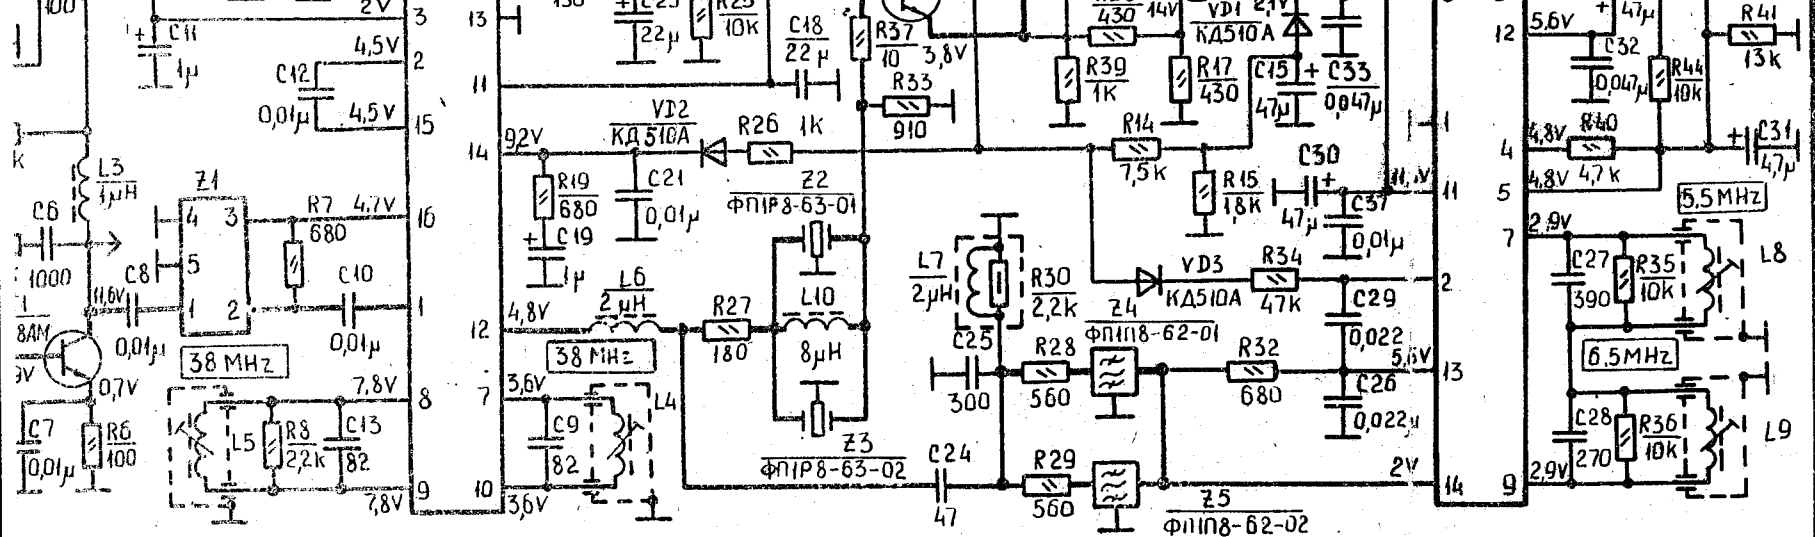 100
2V
3
13
C11
1μ
4,5V
2
C12
0,01μ
4,5V
15
22μ
10K
C18
22μ
R37
10
3,8V
11
R33
910
430
14V
VD1
КД510А
R39
1K
R17
430
C15
47μ
C33
0,047μ
5,6V
12
47μ
C32
0,047μ
R44
10K
R41
13K
1
VD2
КД510А
R26
1K
9,2V
14
R14
7,5K
C30
47μ
4,8V
4
R40
4,7K
C31
4,7μ
L3
1μH
Z1
4
3
5
1
2
R7
680
4,7V
16
R19
680
C21
0,01μ
Z2
ФП1Р8-63-01
R15
1,8K
C37
0,01μ
11
4,8V
5
5,5MHz
C6
1000
C19
1μ
L7
2μH
R30
2,2K
2,9V
7
C27
390
R35
10K
L8
11,6V
C8
0,01μ
C10
0,01μ
1
38MHz
L6
2μH
4,8V
12
38MHz
R27
180
L10
8μH
VD3
КД510А
R34
47K
2
Z4
ФП1П8-62-01
C29
0,022
8AM
0,7V
C25
300
R28
560
R32
680
13
6,5MHz
7,8V
8
7
3,6V
L4
C26
0,022μ
C7
0,01μ
R6
100
L5
R8
2,2K
C13
82
C9
82
Z3
ФП1Р8-63-02
C24
47
R29
560
C28
270
R36
10K
L9
7,8V
9
10
3,6V
2V
14
9
2,9V
Z5
ФП1П8-62-02